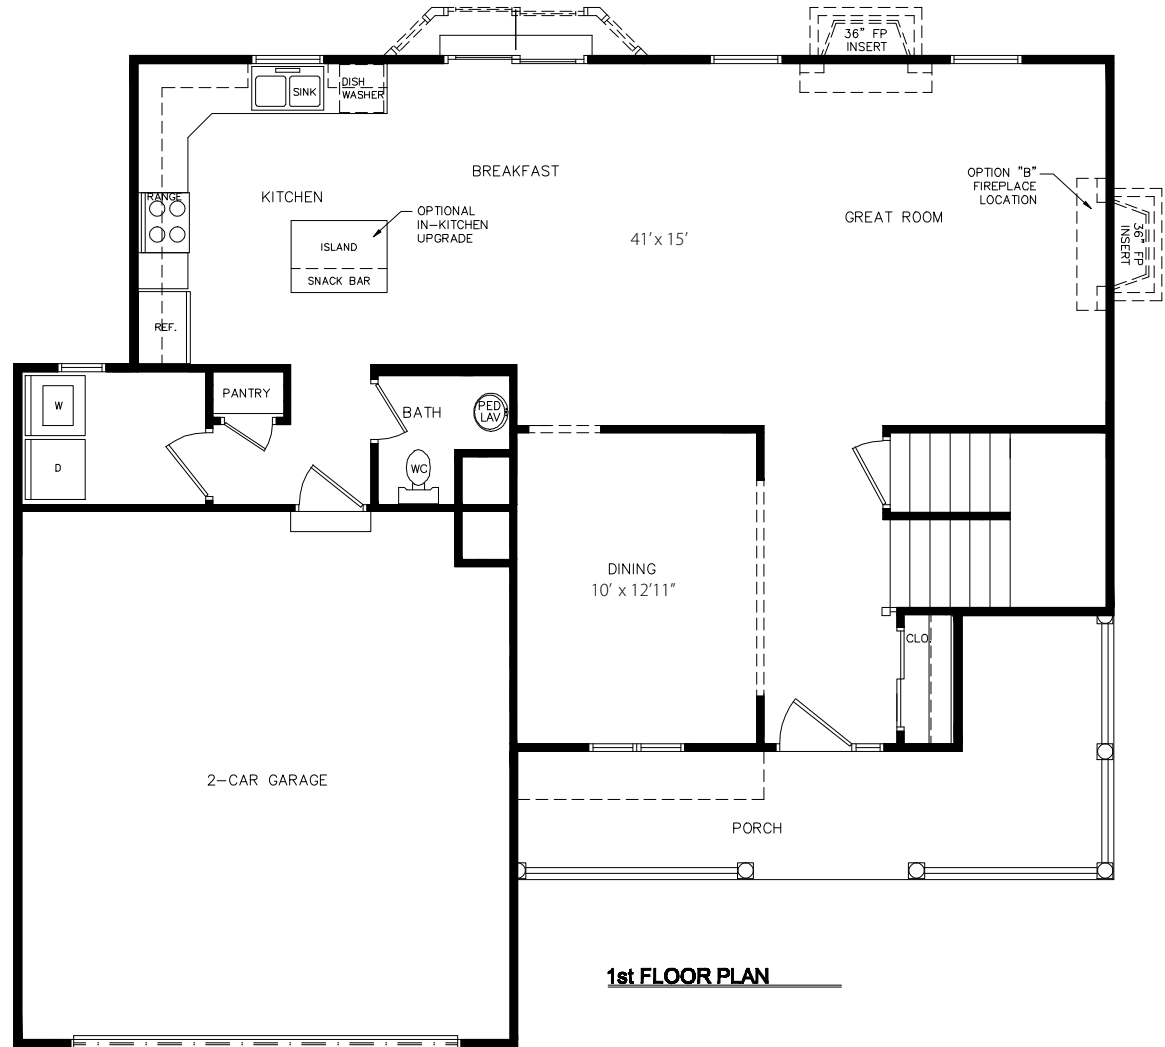 36" FP
INSERT
SINK
DISH
WASHER
BREAKFAST
OPTION "B"
FIREPLACE
LOCATION
RANGE
KITCHEN
OPTIONAL
IN-KITCHEN
UPGRADE
GREAT ROOM
36" FP
INSERT
ISLAND
41' x 15'
SNACK BAR
REF.
PANTRY
W
BATH
PED
LAV
D
WC
DINING
10' x 12'11"
CLO.
2-CAR GARAGE
PORCH
1st FLOOR PLAN